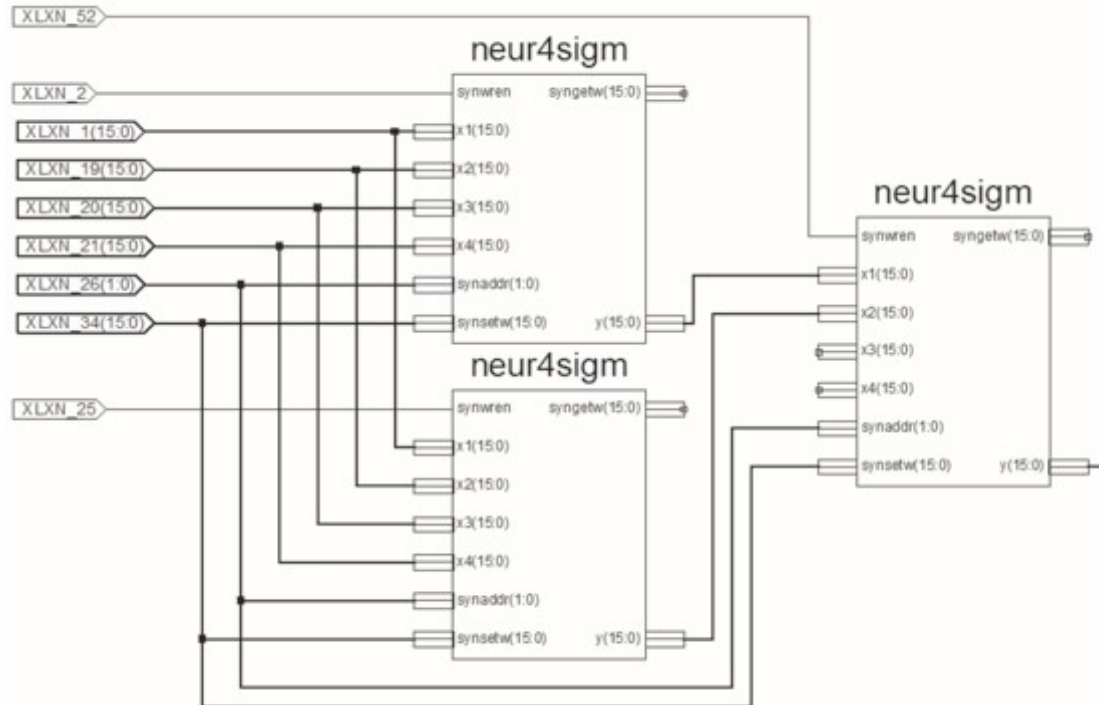 XLXN_52
neur4sigm
XLXN_2
synwren
syngetw(15:0)
XLXN_1(15:0)
x1(15:0)
XLXN_19(15:0)
x2(15:0)
XLXN_20(15:0)
x3(15:0)
XLXN_21(15:0)
x4(15:0)
XLXN_26(1:0)
synaddr(1:0)
XLXN_34(15:0)
synsetw(15:0)
y(15:0)
neur4sigm
XLXN_25
synwren
syngetw(15:0)
x1(15:0)
x2(15:0)
x3(15:0)
x4(15:0)
synaddr(1:0)
synsetw(15:0)
y(15:0)
neur4sigm
synwren
syngetw(15:0)
x1(15:0)
x2(15:0)
x3(15:0)
x4(15:0)
synaddr(1:0)
synsetw(15:0)
y(15:0)